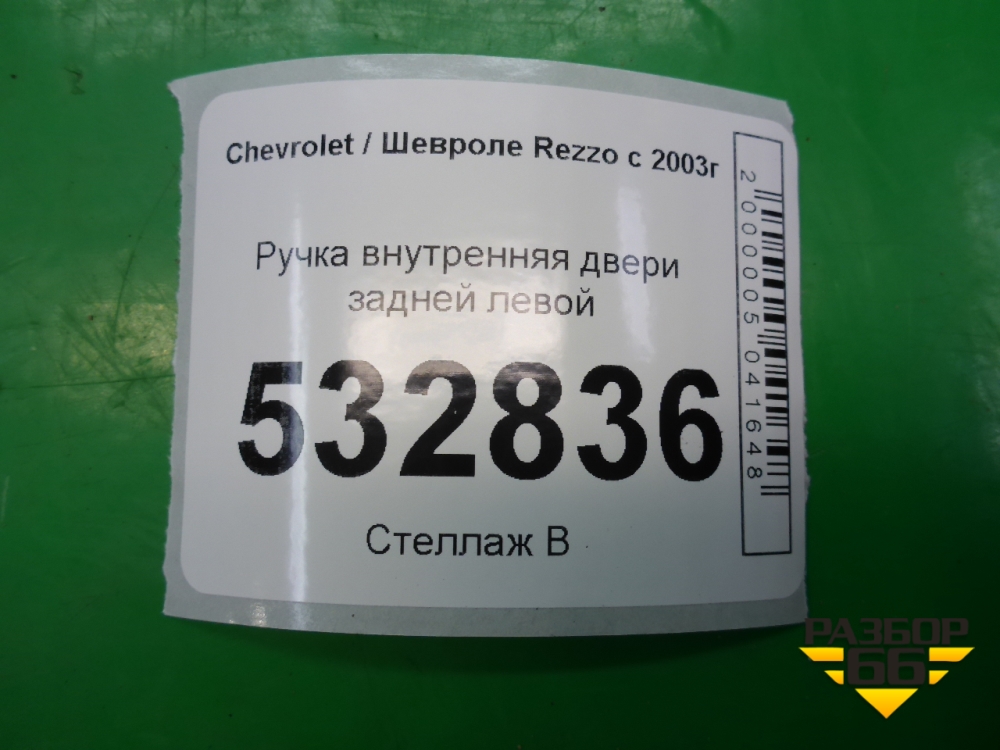 Chevrolet / Шевроле Rezzo с 2003г
Ручка внутренняя двери
задней левой
532836
Стеллаж В
2000005041648
РАЗБОР
66